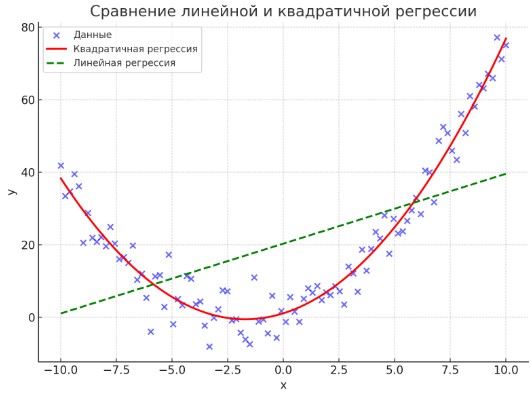 Сравнение линейной и квадратичной регрессии
Данные
Квадратичная регрессия
Линейная регрессия
80
60
40
20
0
y
−10.0 −7.5 −5.0 −2.5 0.0 2.5 5.0 7.5 10.0
x